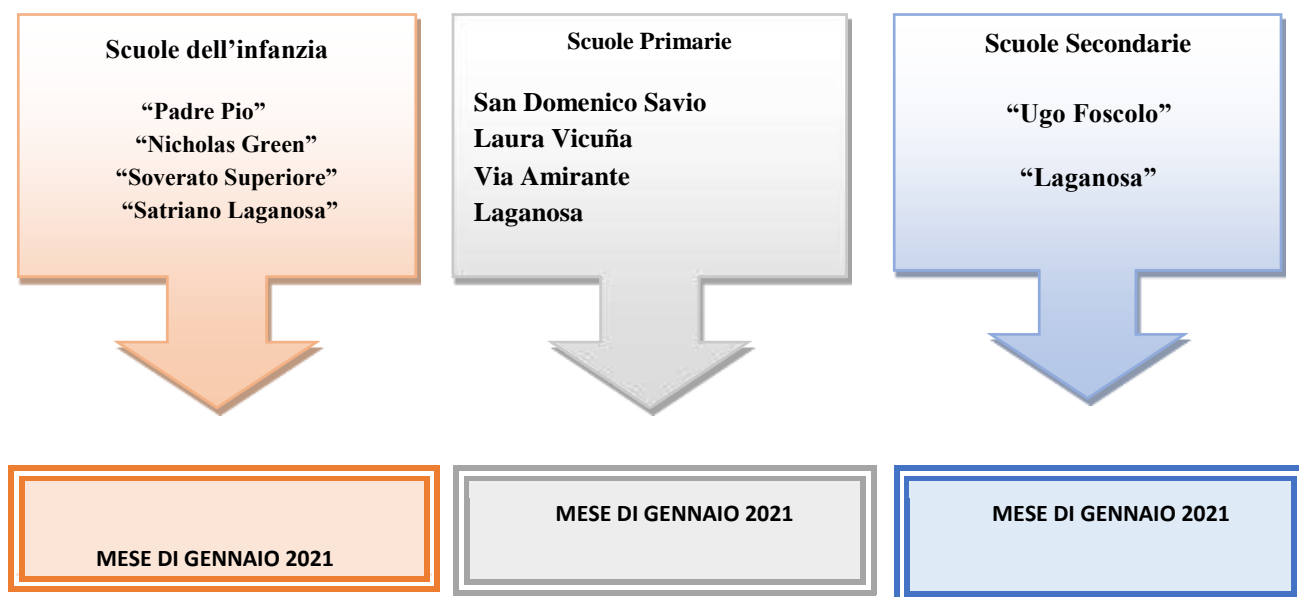 Scuole dell’infanzia
“Padre Pio”
“Nicholas Green”
“Soverato Superiore”
“Satriano Laganosa”
Scuole Primarie
San Domenico Savio
Laura Vicuña
Via Amirante
Laganosa
Scuole Secondarie
“Ugo Foscolo”
“Laganosa”
MESE DI GENNAIO 2021
MESE DI GENNAIO 2021
MESE DI GENNAIO 2021